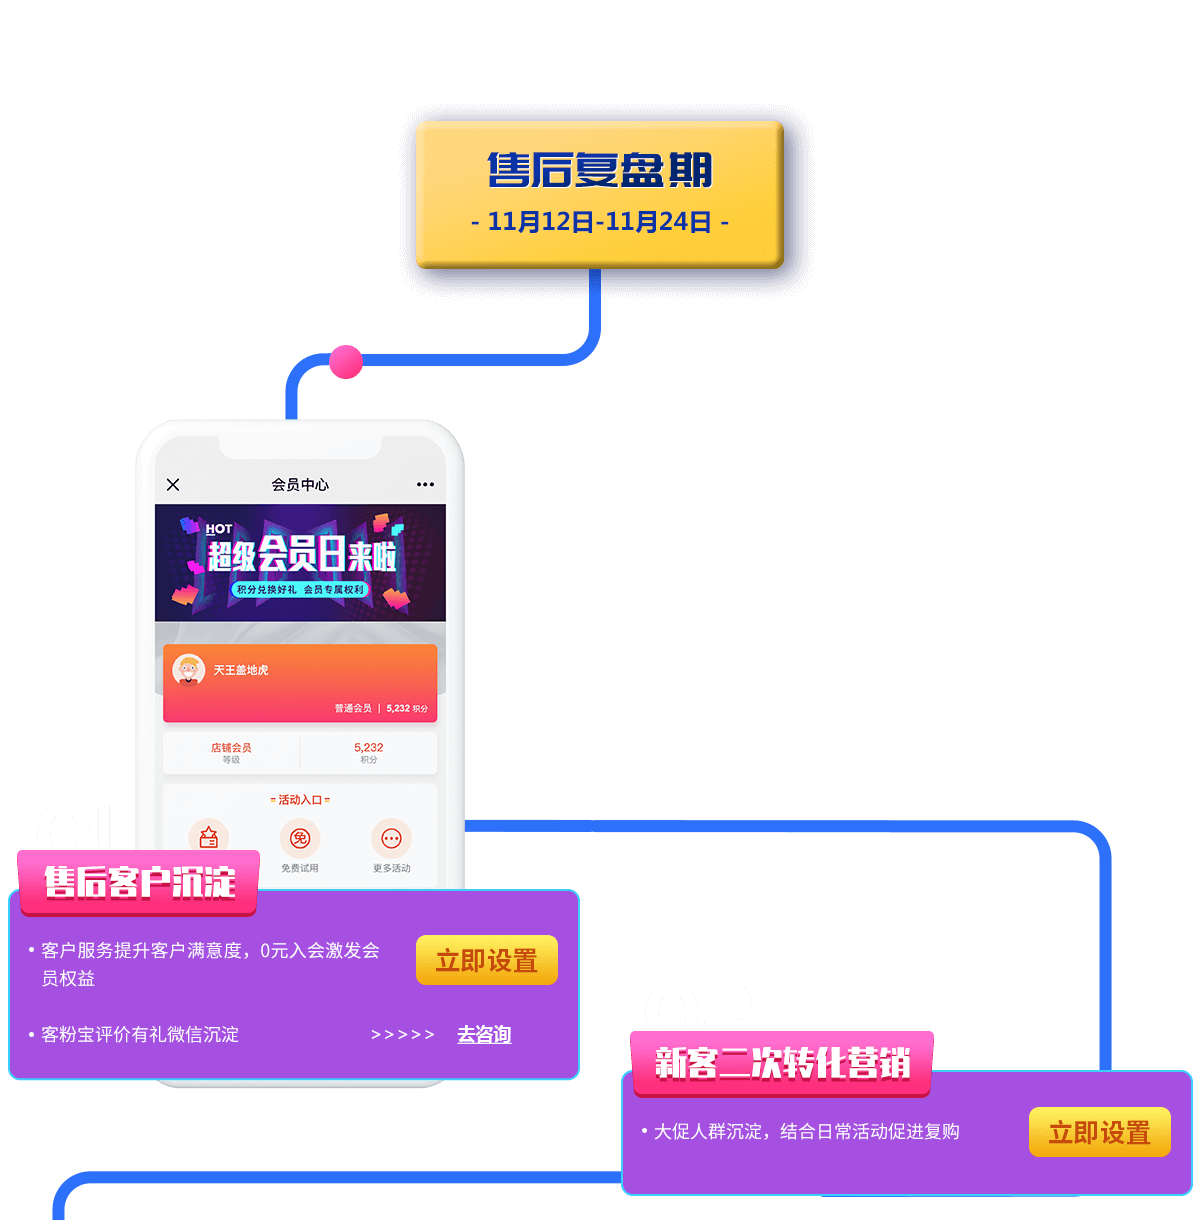 售后复盘期
- 11月12日-11月24日 -
会员中心
HOT
超级会员日来啦
积分兑换好礼 会员专属权利
天王盖地虎
普通会员 | 5,232 积分
店铺会员
等级
5,232
积分
活动入口
免
免费试用
更多活动
01
售后客户沉淀
• 客户服务提升客户满意度，0元入会激发会
员权益
立即设置
• 客粉宝评价有礼微信沉淀
>>>>> 去咨询
新客二次转化营销
• 大促人群沉淀，结合日常活动促进复购
立即设置